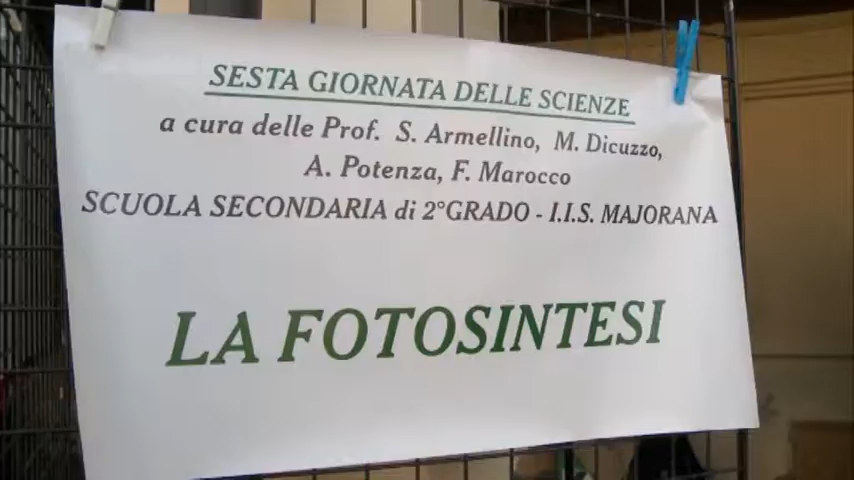 SESTA GIORNATA DELLE SCIENZE
a cura delle Prof. S. Armellino, M. Dicuzzo,
A. Potenza, F. Marocco
SCUOLA SECONDARIA di 2°GRADO - I.I.S. MAJORANA
LA FOTOSINTESI